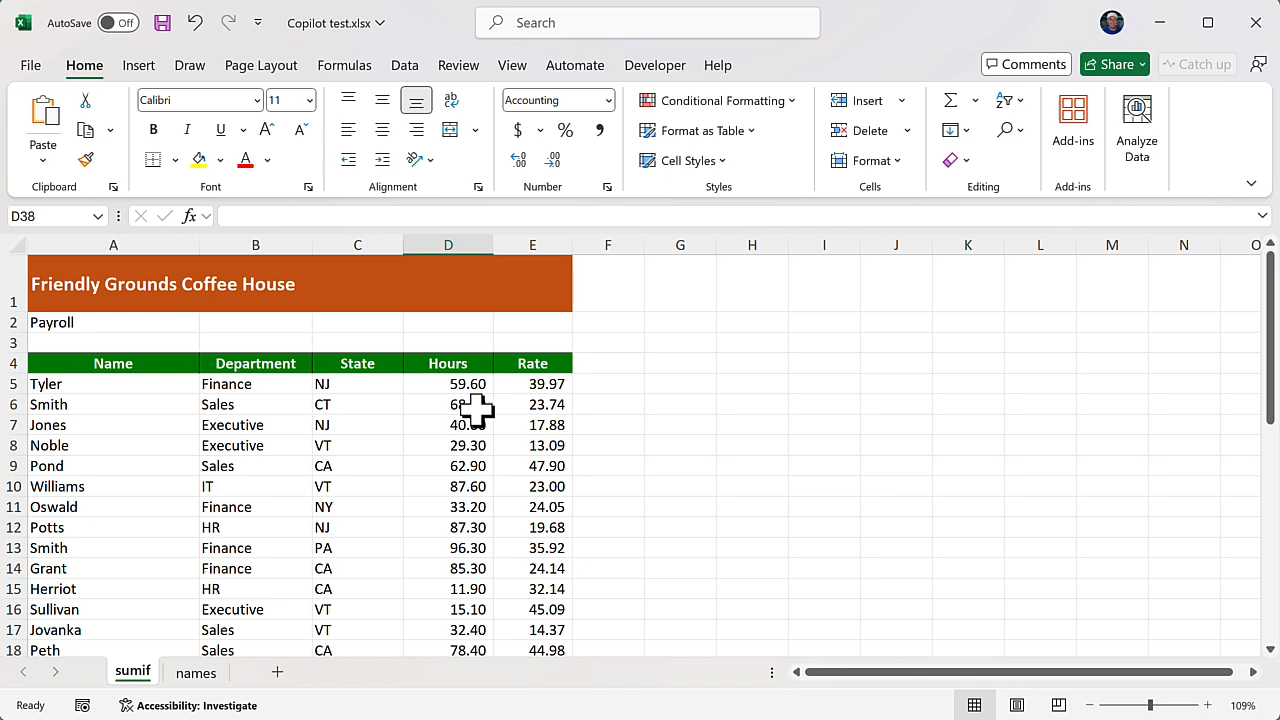 AutoSave Off Copilot test.xlsx Search
File Home Insert Draw Page Layout Formulas Data Review View Automate Developer Help Comments Share Catch up
Paste
Calibri 11
B I U A A A
ab
Accounting
$ % 9
Conditional Formatting
Format as Table
Cell Styles
Insert
Delete
Format
Add-ins
Analyze
Data
Clipboard Font Alignment Number Styles Cells Editing Add-ins
D38 fx
A B C D E F G H I J K L M N O
1 Friendly Grounds Coffee House
2 Payroll
3
4 Name Department State Hours Rate
5 Tyler Finance NJ 59.60 39.97
6 Smith Sales CT 23.74
7 Jones Executive NJ 17.88
8 Noble Executive VT 29.30 13.09
9 Pond Sales CA 62.90 47.90
10 Williams IT VT 87.60 23.00
11 Oswald Finance NY 33.20 24.05
12 Potts HR NJ 87.30 19.68
13 Smith Finance PA 96.30 35.92
14 Grant Finance CA 85.30 24.14
15 Herriot HR CA 11.90 32.14
16 Sullivan Executive VT 15.10 45.09
17 Jovanka Sales VT 32.40 14.37
18 Peth Sales CA 78.40 44.98
sumif names
Ready Accessibility: Investigate 109%